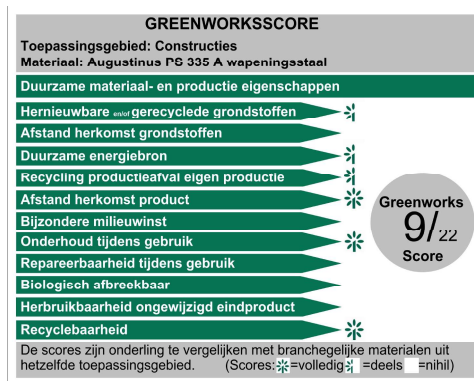 GREENWORKSSCORE
Toepassingsgebied: Constructies
Materiaal: Augustinus PS 335 A wapeningsstaal
Duurzame materiaal- en productie eigenschappen
Hernieuwbare en/of gerecyclede grondstoffen
Afstand herkomst grondstoffen
Duurzame energiebron
Recycling productieafval eigen productie
Afstand herkomst product
Bijzondere milieuwinst
Onderhoud tijdens gebruik
Repareerbaarheid tijdens gebruik
Biologisch afbreekbaar
Herbruikbaarheid ongewijzigd eindproduct
Recyclebaarheid
Greenworks
9/22
Score
De scores zijn onderling te vergelijken met branchegelijke materialen uit
hetzelfde toepassingsgebied. (Scores: =volledig =deels =nihil)